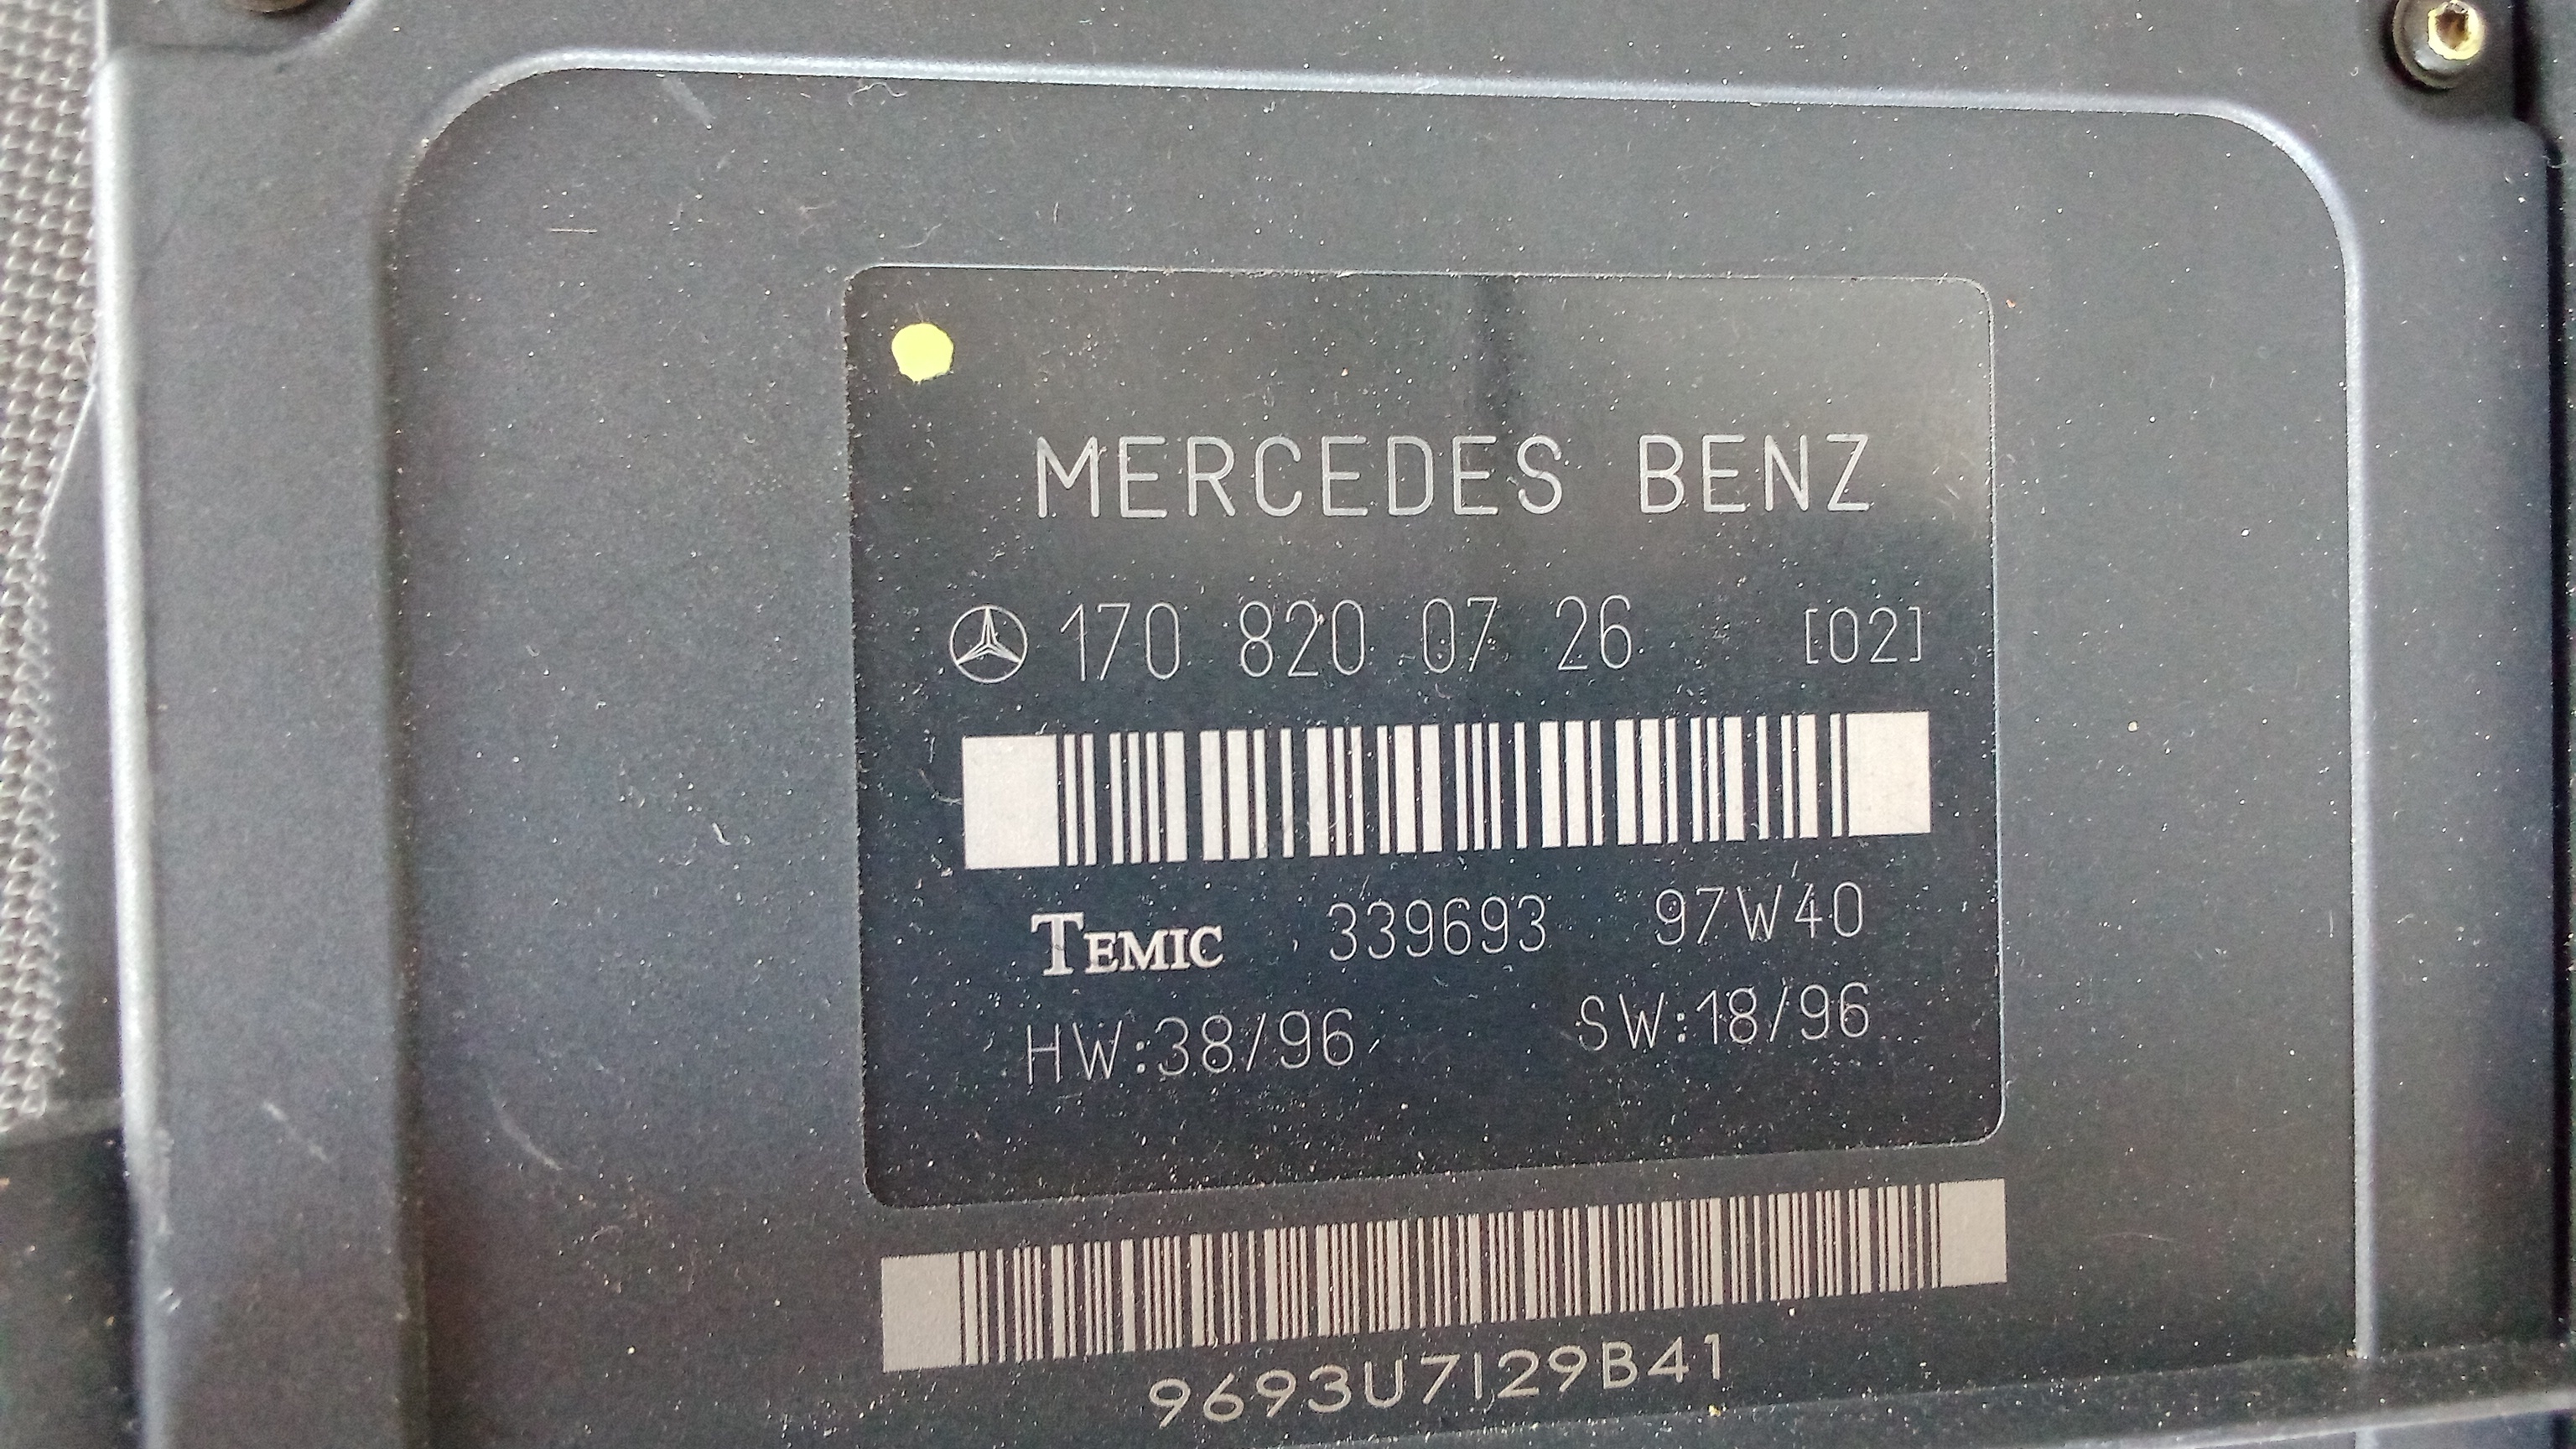 MERCEDES BENZ
170 820 07 26 [02]
TEMIC 339693 97W40
HW:38/96 SW:18/96
9693U7129B41